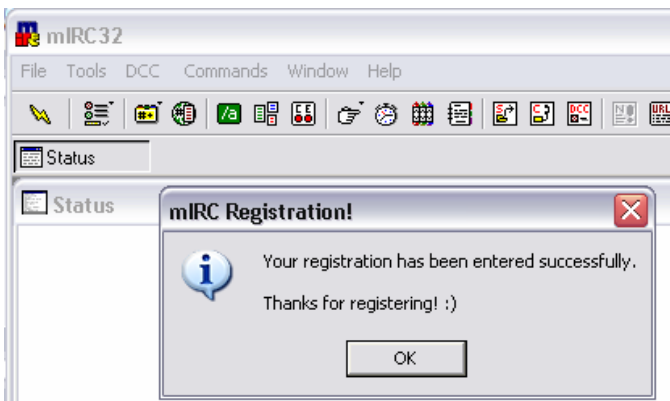 mIRC32
File Tools DCC Commands Window Help
Status
Status
mIRC Registration!
Your registration has been entered successfully.
Thanks for registering! :)
OK